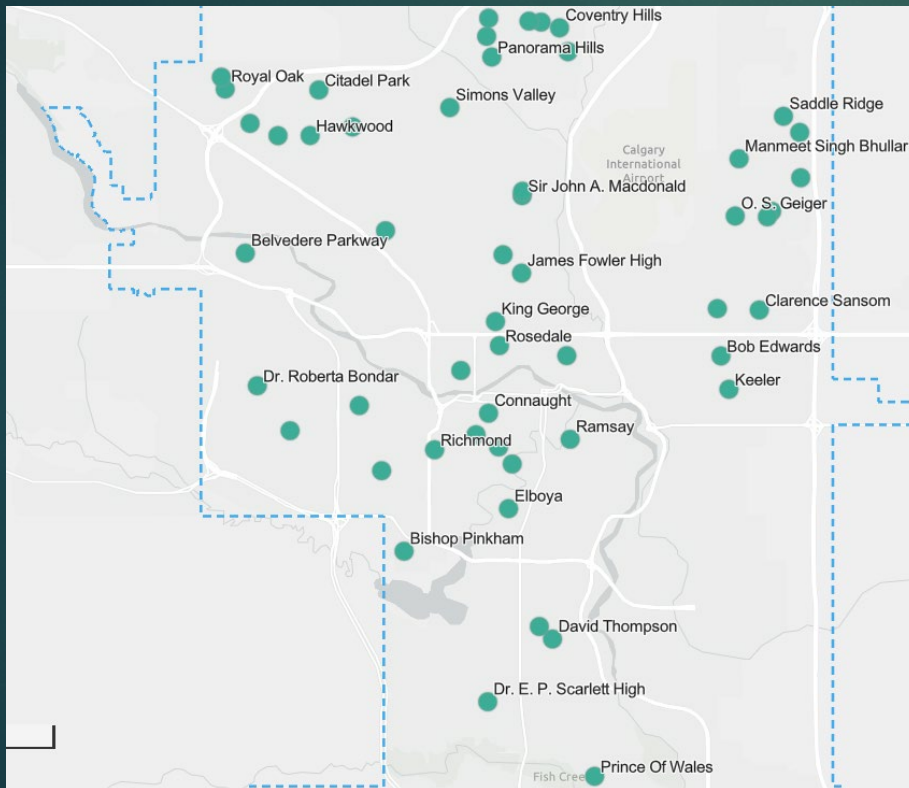 Coventry Hills
Panorama Hills
Royal Oak
Citadel Park
Simons Valley
Saddle Ridge
Hawkwood
Calgary
International
Airport
Manmeet Singh Bhullar
Sir John A. Macdonald
O. S. Geiger
Belvedere Parkway
James Fowler High
King George
Clarence Sansom
Rosedale
Bob Edwards
Dr. Roberta Bondar
Keeler
Connaught
Ramsay
Richmond
Elboya
Bishop Pinkham
David Thompson
Dr. E. P. Scarlett High
Prince Of Wales
Fish Cree